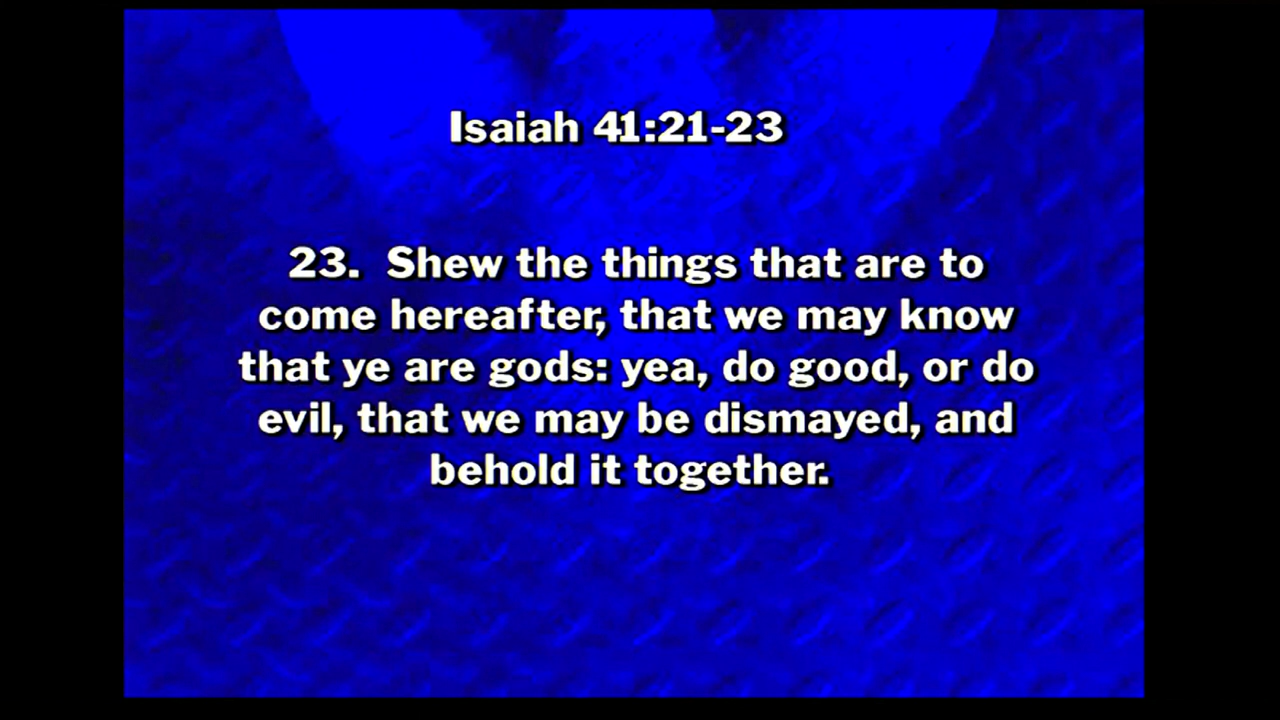 Isaiah 41:21-23
23. Shew the things that are to
come hereafter, that we may know
that ye are gods: yea, do good, or do
evil, that we may be dismayed, and
behold it together.